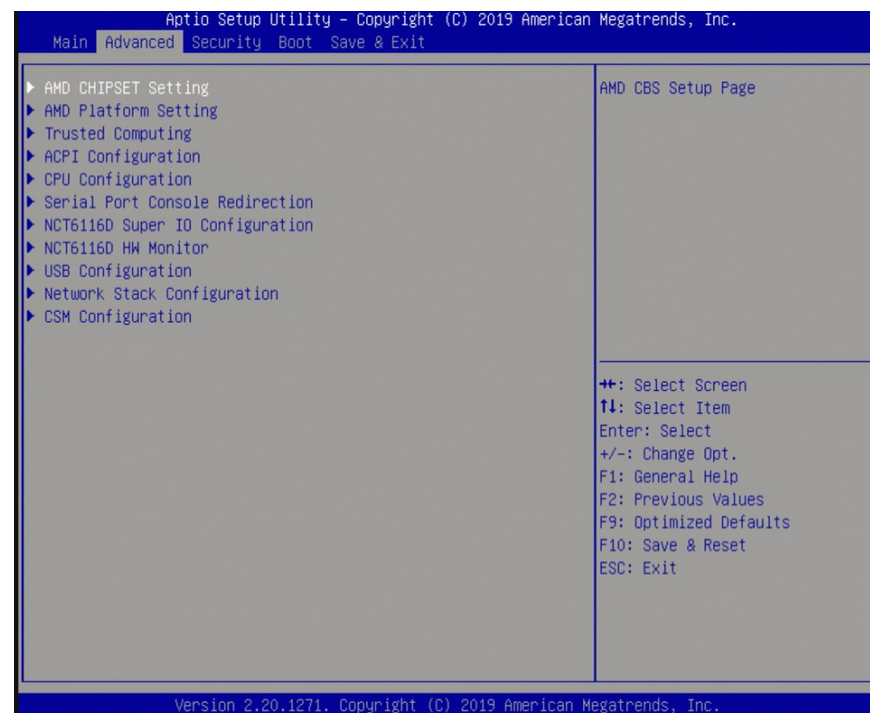 Aptio Setup Utility – Copyright (C) 2019 American Megatrends, Inc.
Main Advanced Security Boot Save & Exit
AMD CHIPSET Setting
AMD Platform Setting
Trusted Computing
ACPI Configuration
CPU Configuration
Serial Port Console Redirection
NCT6116D Super IO Configuration
NCT6116D HW Monitor
USB Configuration
Network Stack Configuration
CSM Configuration
AMD CBS Setup Page
→←: Select Screen
↑↓: Select Item
Enter: Select
+/-: Change Opt.
F1: General Help
F2: Previous Values
F9: Optimized Defaults
F10: Save & Reset
ESC: Exit
Version 2.20.1271. Copyright (C) 2019 American Megatrends, Inc.